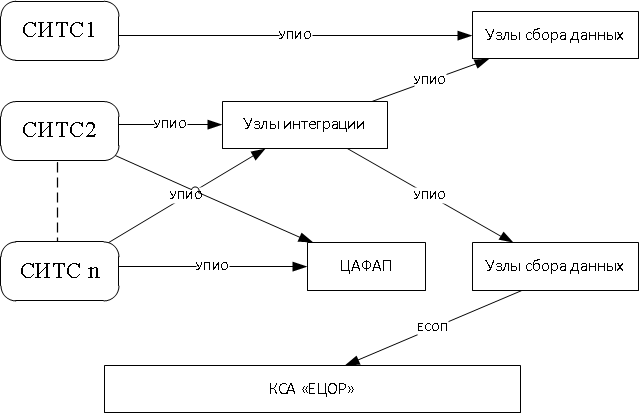 СИТС1
УПИО
Узлы сбора данных
УПИО
СИТС2
УПИО
Узлы интеграции
УПИО
УПИО
СИТС n
УПИО
ЦАФАП
Узлы сбора данных
ЕСОП
КСА «ЕЦОР»